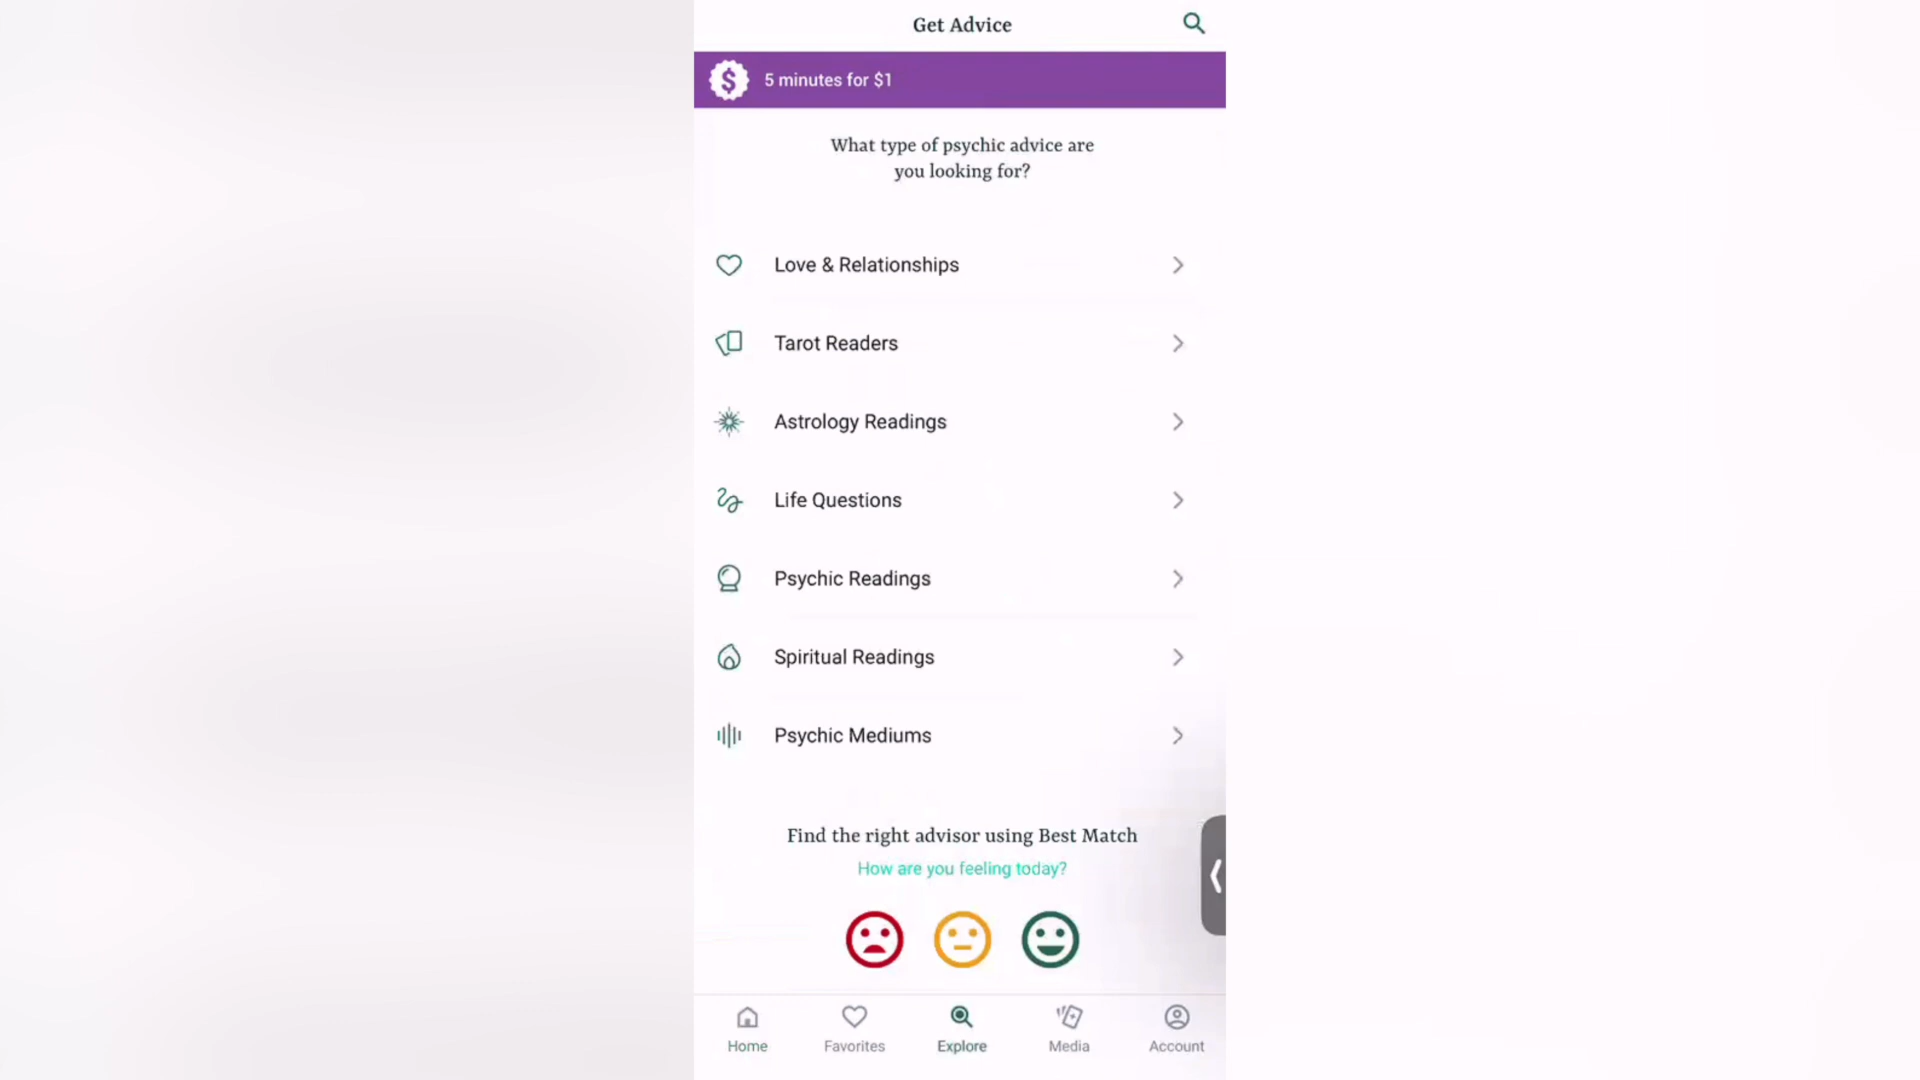 Get Advice
$
5 minutes for $1
What type of psychic advice are
you looking for?
Love & Relationships
Tarot Readers
Astrology Readings
Life Questions
Psychic Readings
Spiritual Readings
Psychic Mediums
Find the right advisor using Best Match
How are you feeling today?
Home
Favorites
Explore
Media
Account